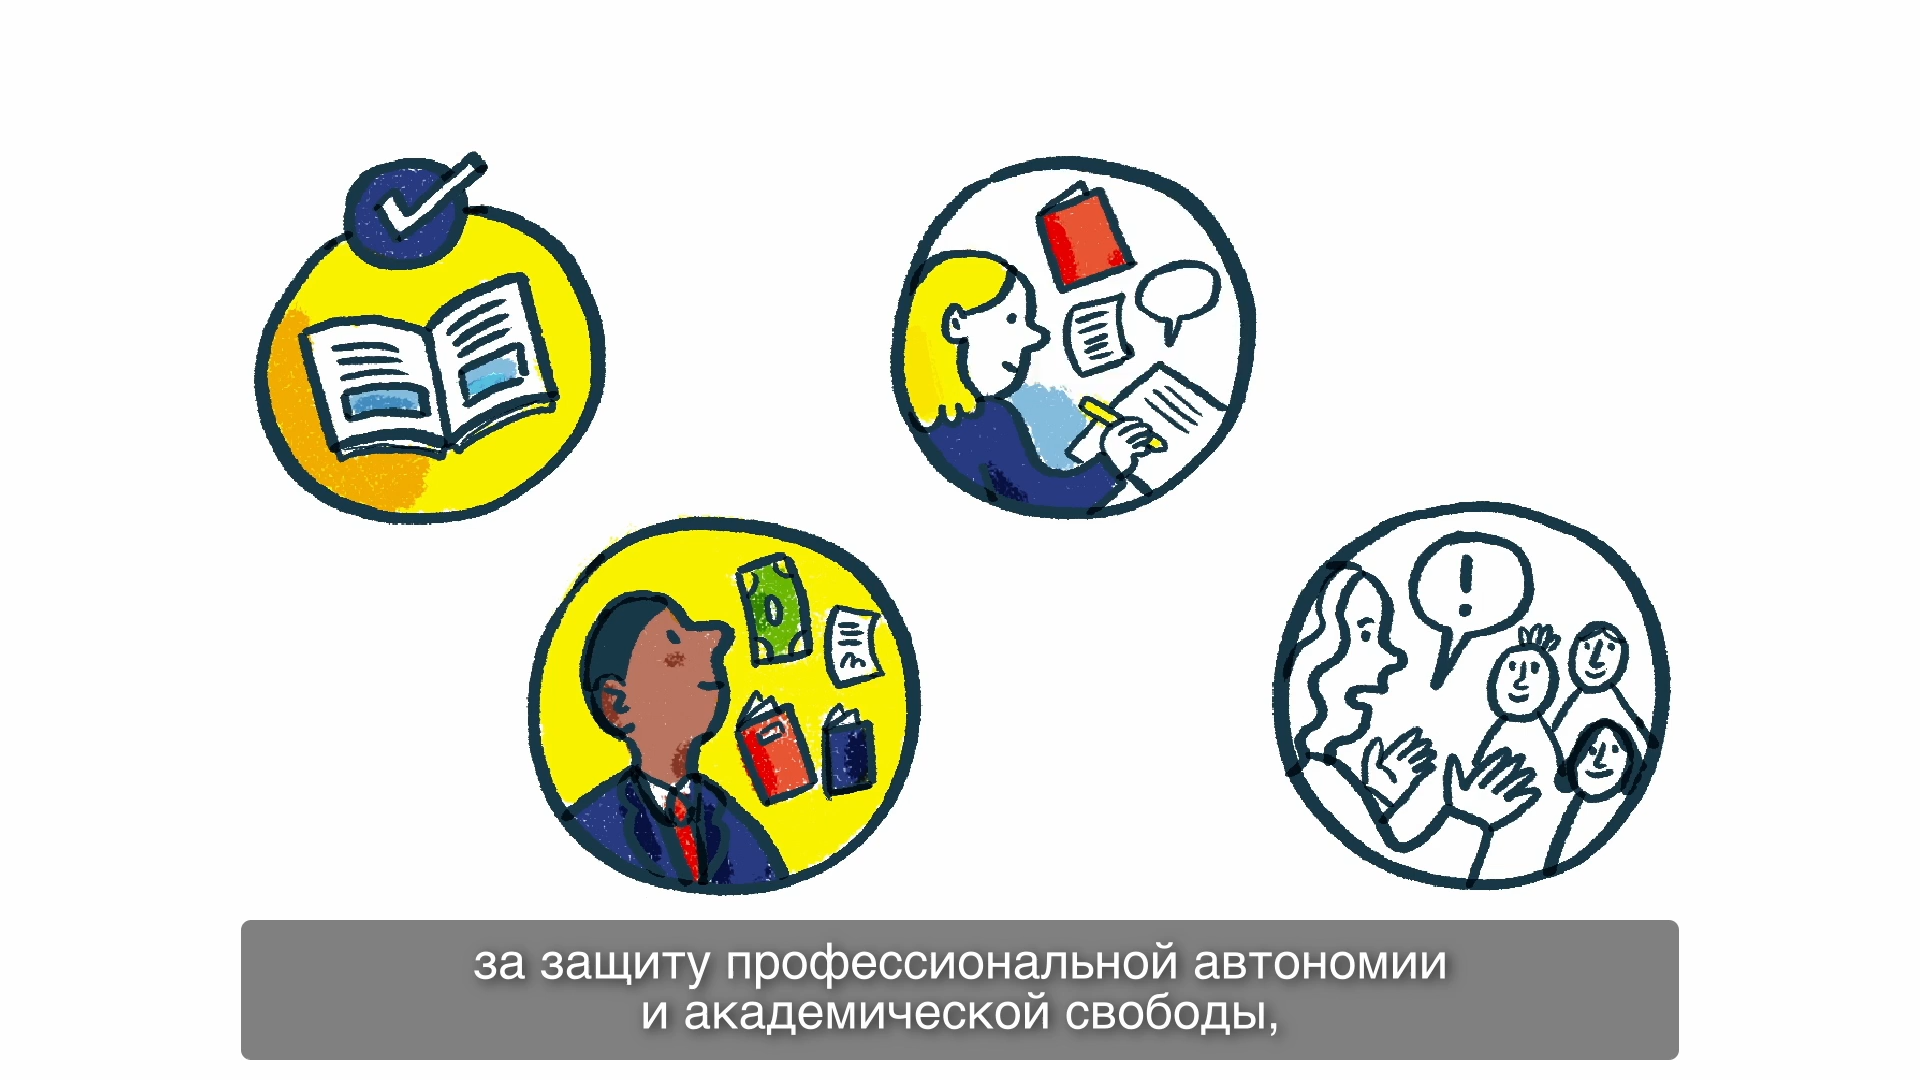 !
за защиту профессиональной автономии
и академической свободы,